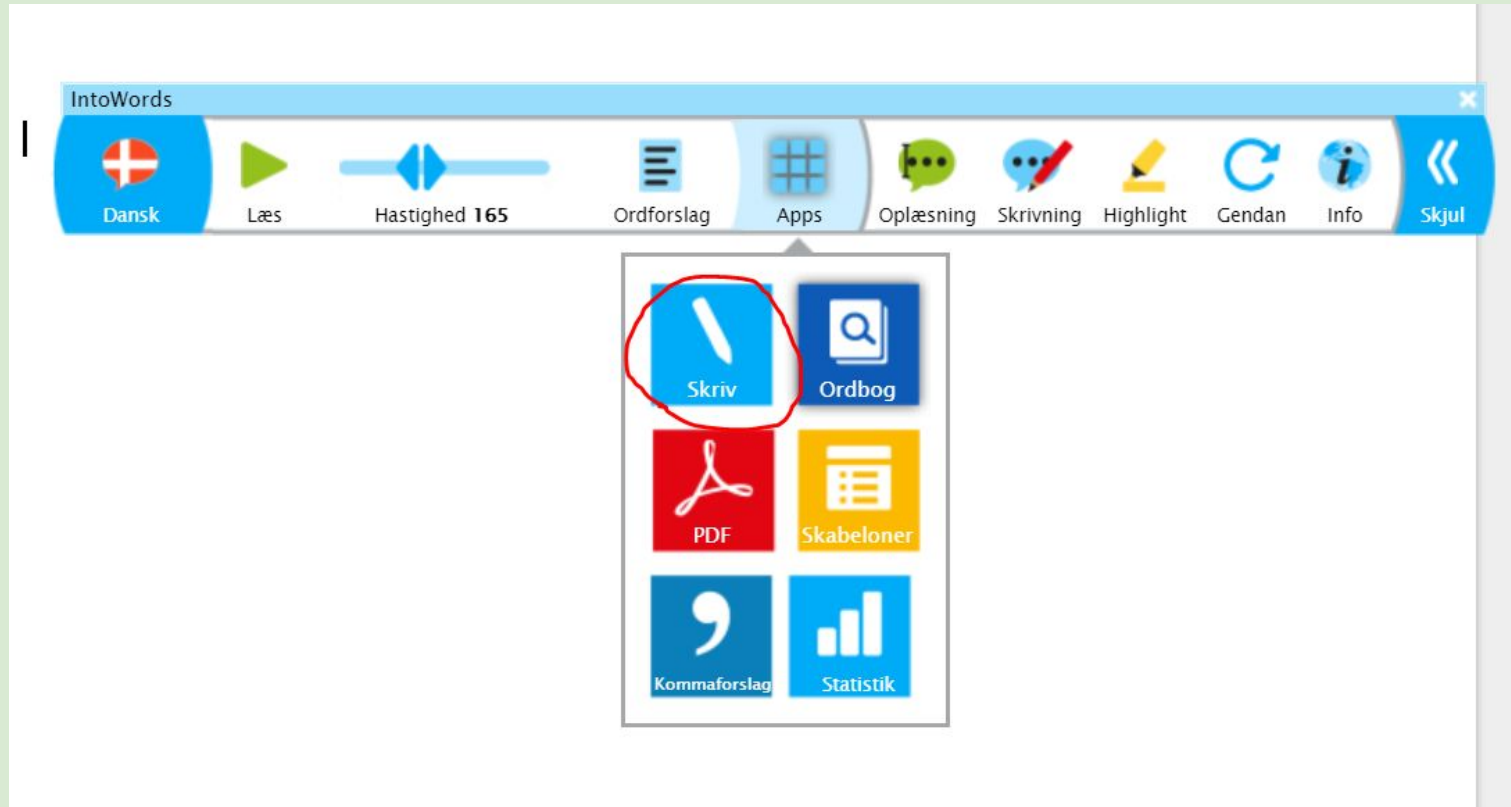 IntoWords
Dansk Læs Hastighed 165 Ordforslag Apps Oplæsning Skrivning Highlight Gendan Info Skjul
Skriv Ordbog
PDF Skabeloner
Kommaforslag Statistik